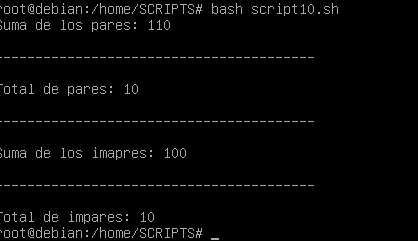 root@debian:/home/SCRIPTS# bash script10.sh
Suma de los pares: 110
----------------------------------------
Total de pares: 10
----------------------------------------
Suma de los imapres: 100
----------------------------------------
Total de impares: 10
root@debian:/home/SCRIPTS# _